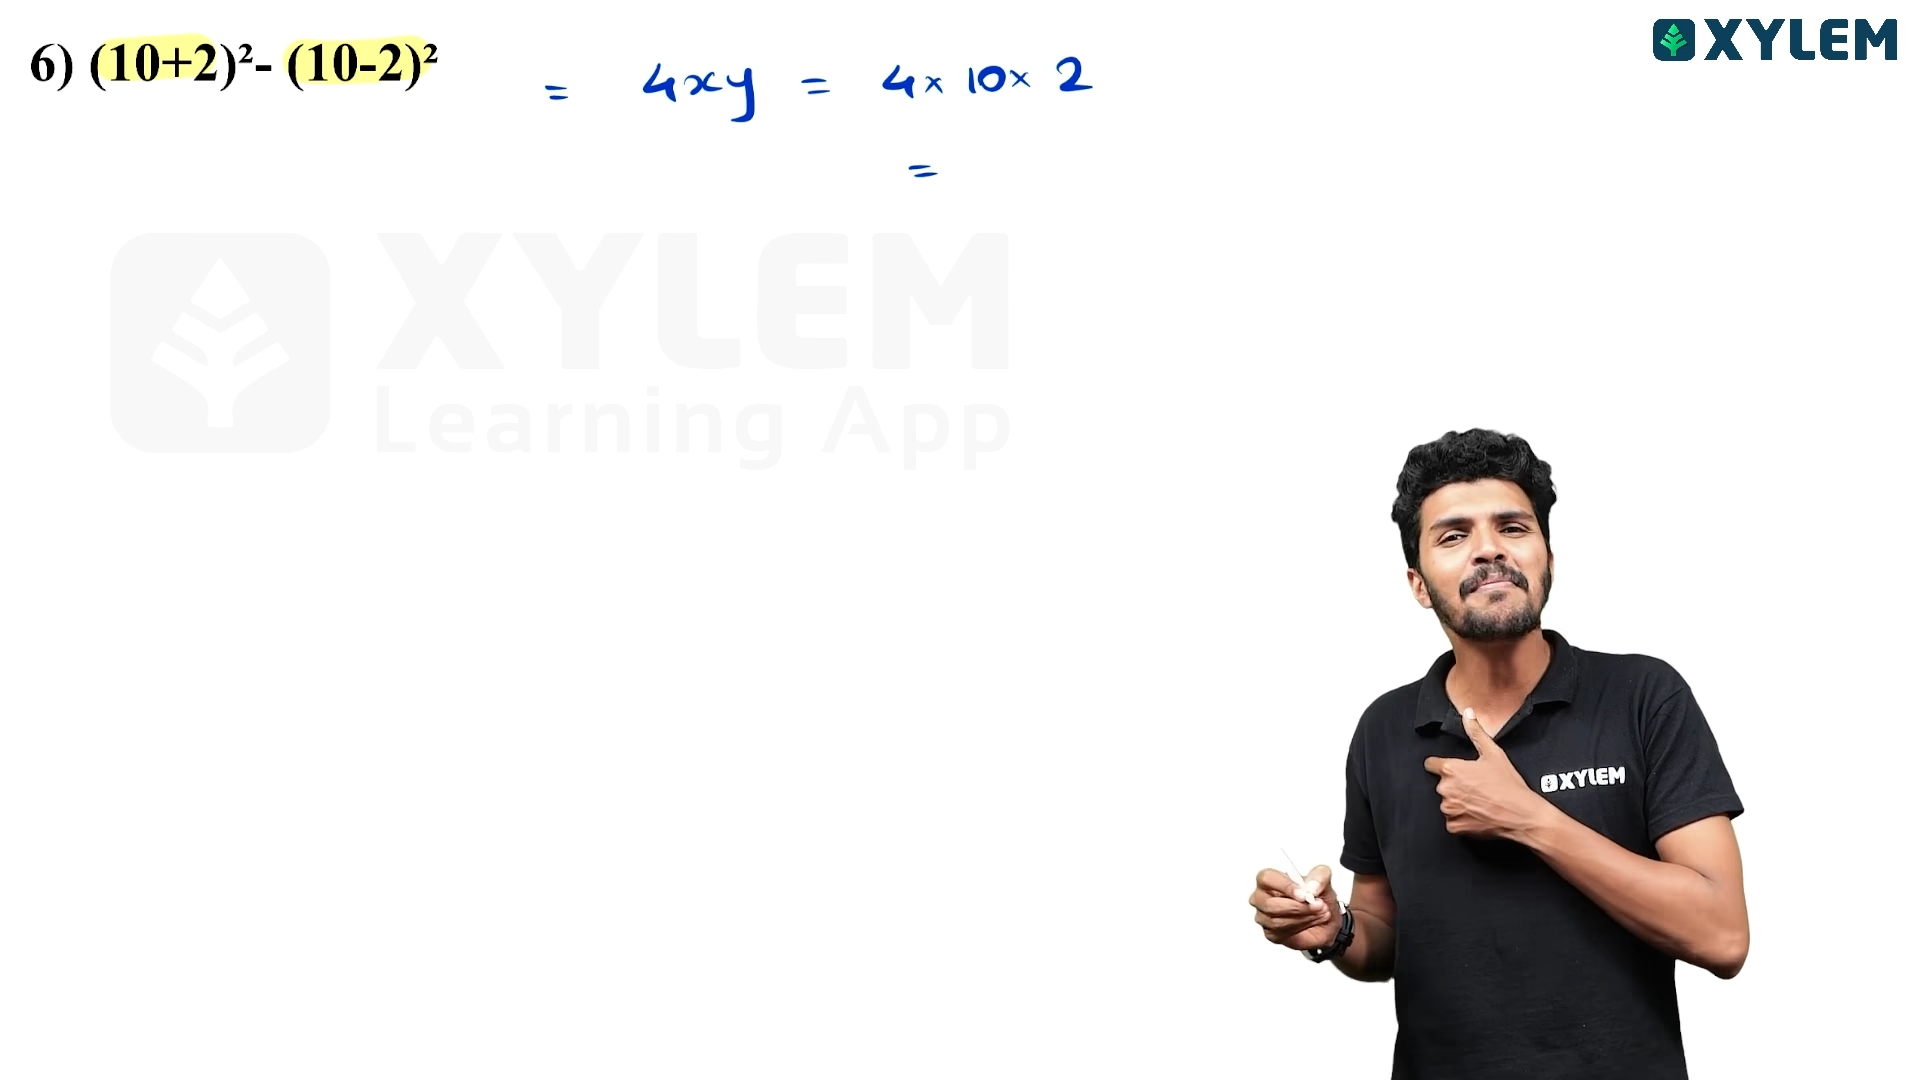 XYLEM
6) (10+2)²- (10-2)² = 4xy = 4 × 10 × 2
=
XYLEM
Learning App
XYLEM